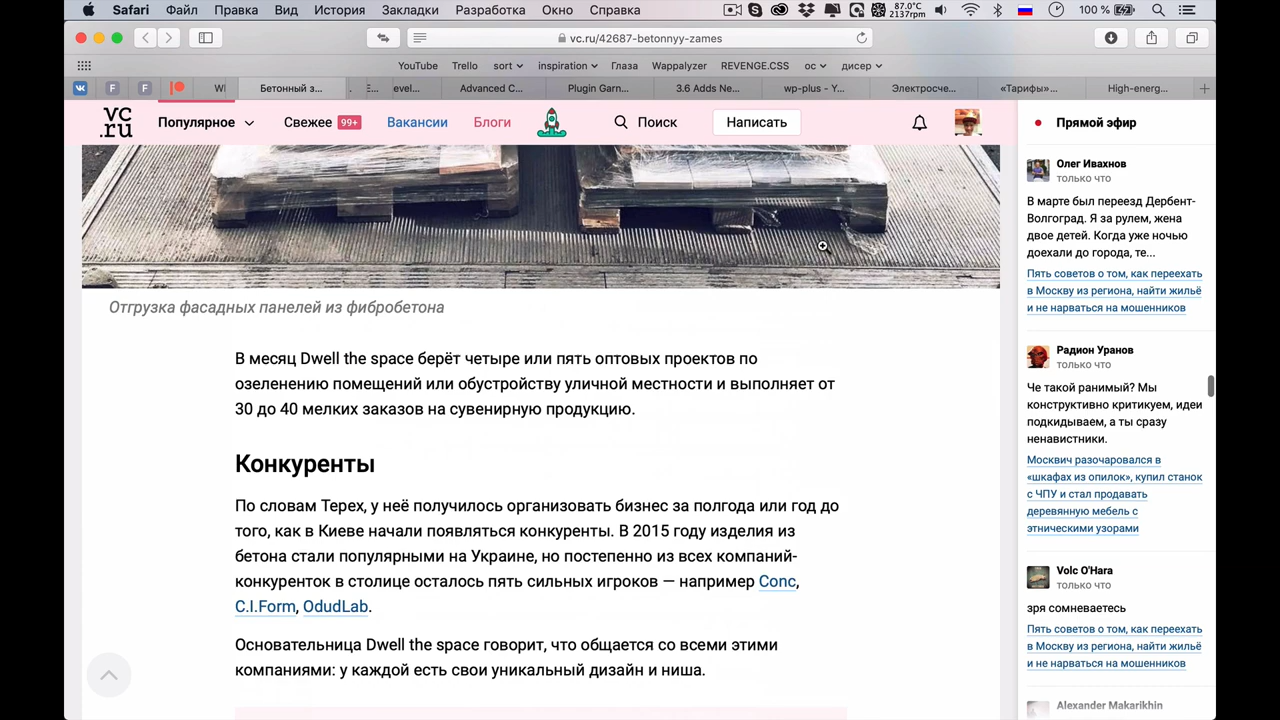 Safari Файл Правка Вид История Закладки Разработка Окно Справка 87.0°C 2137rpm 100 %
vc.ru/42687-betonnyy-zames
YouTube Trello sort inspiration Глаза Wappalyzer REVENGE.CSS ос дисер
Бетонный з... Advanced C... Plugin Garn... 3.6 Adds Ne... wp-plus - Y... Электросче... «Тарифы»... High-energ...
vc.ru Популярное Свежее 99+ Вакансии Блоги Поиск Написать
Отгрузка фасадных панелей из фибробетона
В месяц Dwell the space берёт четыре или пять оптовых проектов по
озеленению помещений или обустройству уличной местности и выполняет от
30 до 40 мелких заказов на сувенирную продукцию.
Конкуренты
По словам Терех, у неё получилось организовать бизнес за полгода или год до
того, как в Киеве начали появляться конкуренты. В 2015 году изделия из
бетона стали популярными на Украине, но постепенно из всех компаний-
конкуренток в столице осталось пять сильных игроков — например Conc,
C.I.Form, OdudLab.
Основательница Dwell the space говорит, что общается со всеми этими
компаниями: у каждой есть свои уникальный дизайн и ниша.
Прямой эфир
Олег Ивахнов
только что
В марте был переезд Дербент-
Волгоград. Я за рулем, жена
двое детей. Когда уже ночью
доехали до города, те...
Пять советов о том, как переехать
в Москву из региона, найти жильё
и не нарваться на мошенников
Радион Уранов
только что
Че такой ранимый? Мы
конструктивно критикуем, идеи
подкидываем, а ты сразу
ненавистники.
Москвич разочаровался в
«шкафах из опилок», купил станок
с ЧПУ и стал продавать
деревянную мебель с
этническими узорами
Volc O'Hara
только что
зря сомневаетесь
Пять советов о том, как переехать
в Москву из региона, найти жильё
и не нарваться на мошенников
Alexander Makarikhin